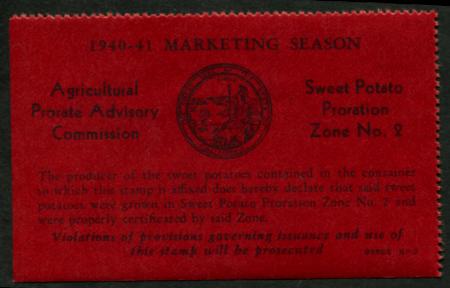 1940-41 MARKETING SEASON
Agricultural
Prorate Advisory
Commission
Sweet Potato
Proration
Zone No. 2
The producer of the sweet potatoes contained in the container
to which this stamp is affixed does hereby declare that said sweet
potatoes were grown in Sweet Potato Proration Zone No. 2 and
were properly certificated by said Zone.
Violations of provisions governing issuance and use of
this stamp will be prosecuted